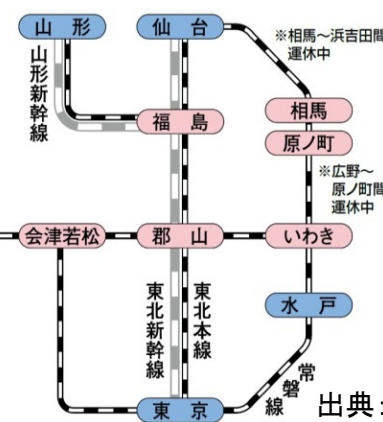 山形
仙台
※相馬～浜吉田間
運休中
山形新幹線
福島
相馬
原ノ町
※広野～
原ノ町間
運休中
会津若松
郡山
いわき
東北新幹線
東北本線
水戸
常磐線
東京
出典：